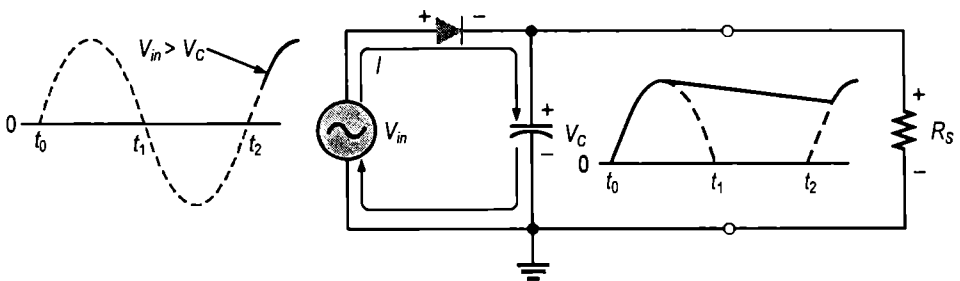 V_in > V_C
0
t_0
t_1
t_2
+
–
I
V_in
+
–
V_C
0
t_0
t_1
t_2
+
–
R_S